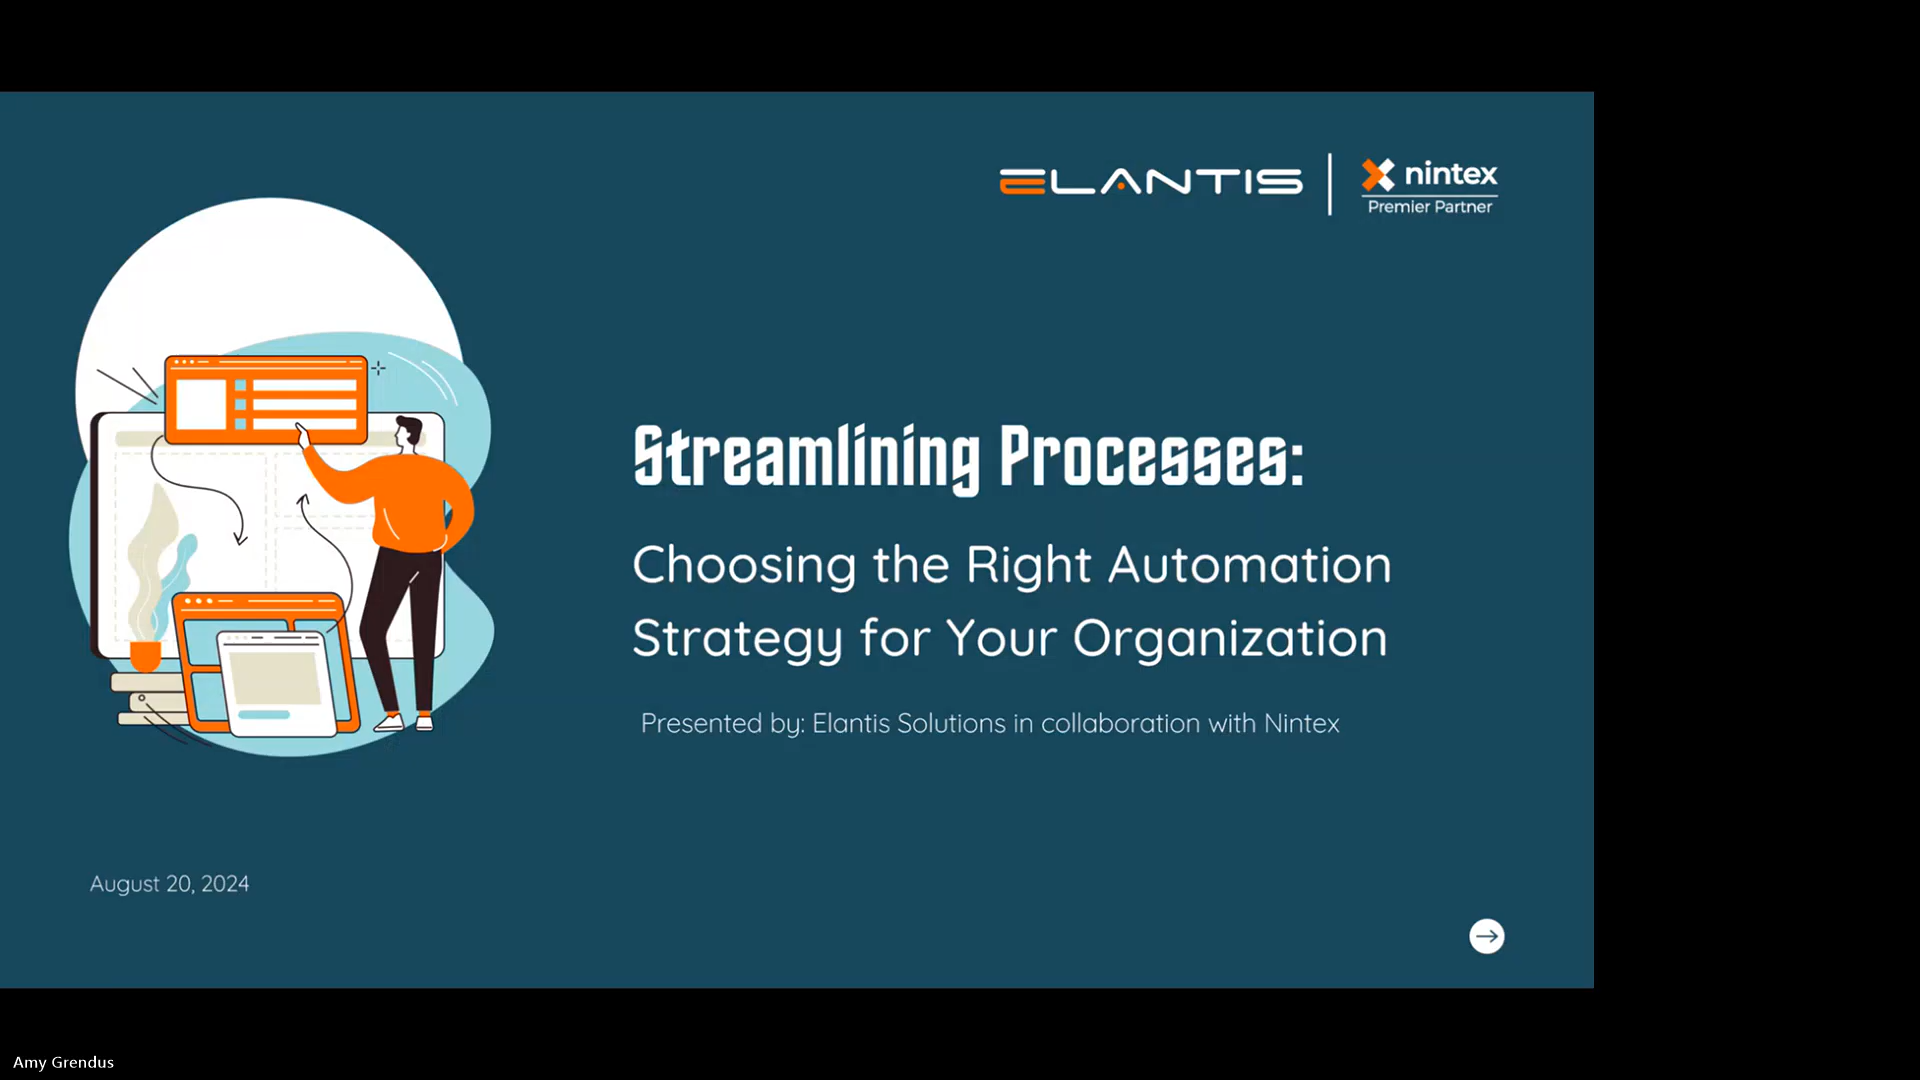 ELANTIS
nintex
Premier Partner
Streamlining Processes:
Choosing the Right Automation
Strategy for Your Organization
Presented by: Elantis Solutions in collaboration with Nintex
August 20, 2024
Amy Grendus